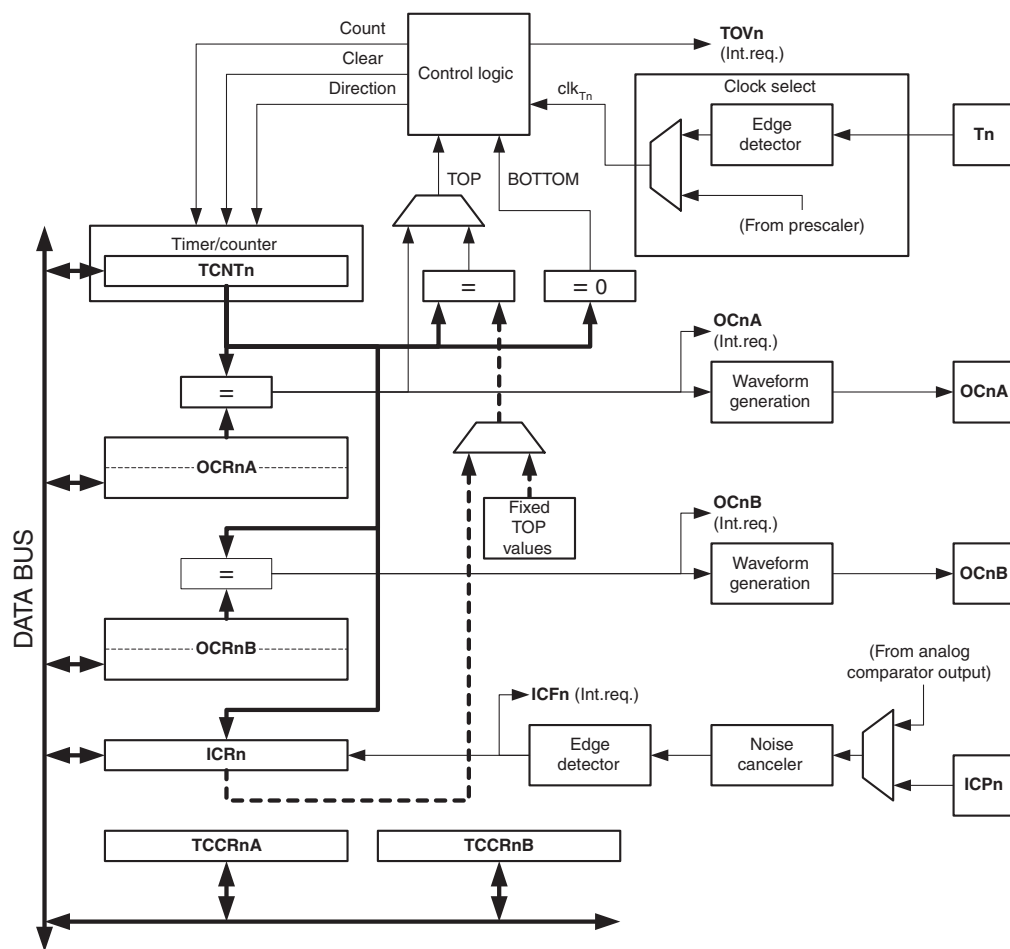 Count
Clear
Direction
Control logic
TOVn
(Int.req.)
clkTn
Clock select
Edge
detector
Tn
(From prescaler)
TOP
BOTTOM
Timer/counter
TCNTn
=
= 0
=
OCRnA
OCnA
(Int.req.)
Waveform
generation
OCnA
Fixed
TOP
values
=
OCRnB
OCnB
(Int.req.)
Waveform
generation
OCnB
DATA BUS
(From analog
comparator output)
ICFn (Int.req.)
ICRn
Edge
detector
Noise
canceler
ICPn
TCCRnA
TCCRnB